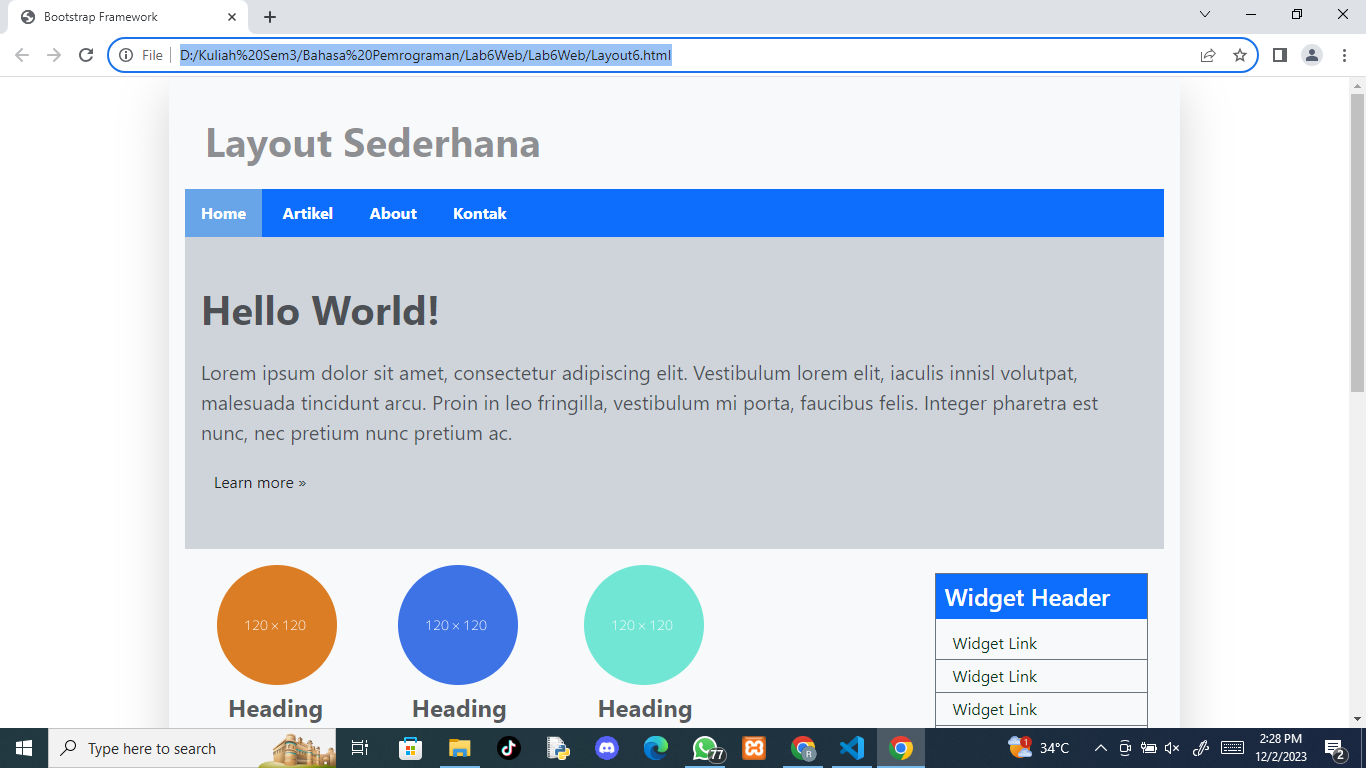 Bootstrap Framework
File
D:/Kuliah%20Sem3/Bahasa%20Pemrograman/Lab6Web/Lab6Web/Layout6.html
Layout Sederhana
Home Artikel About Kontak
Hello World!
Lorem ipsum dolor sit amet, consectetur adipiscing elit. Vestibulum lorem elit, iaculis innisl volutpat,
malesuada tincidunt arcu. Proin in leo fringilla, vestibulum mi porta, faucibus felis. Integer pharetra est
nunc, nec pretium nunc pretium ac.
Learn more »
120 × 120 120 × 120 120 × 120
Heading Heading Heading
Widget Header
Widget Link
Widget Link
Widget Link
Type here to search
77
R
1
34°C
2:28 PM
12/2/2023
2